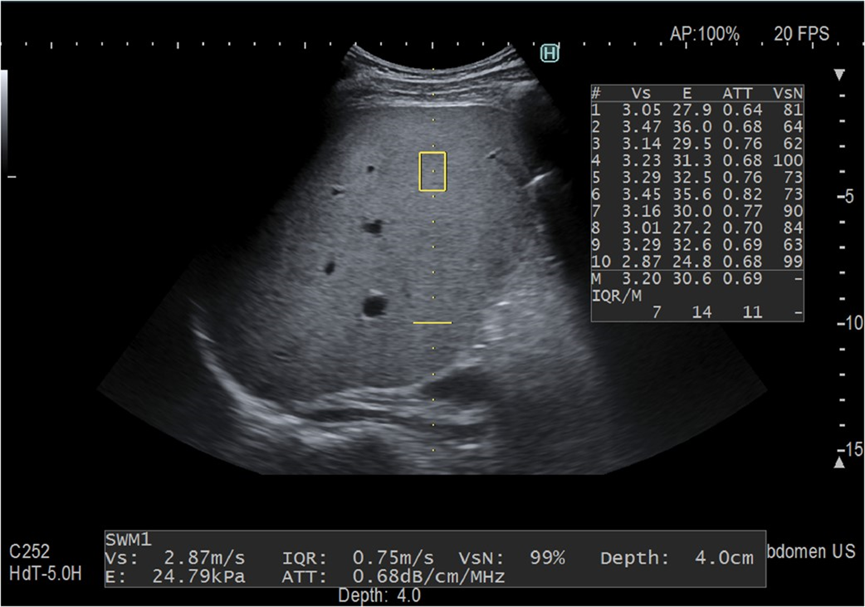 AP:100% 20 FPS
H
# Vs E ATT VsN
1 3.05 27.9 0.64 81
2 3.47 36.0 0.68 64
3 3.14 29.5 0.76 62
4 3.23 31.3 0.68 100
5 3.29 32.5 0.76 73
6 3.45 35.6 0.82 73
7 3.16 30.0 0.77 90
8 3.01 27.2 0.70 84
9 3.29 32.6 0.69 63
10 2.87 24.8 0.68 99
M 3.20 30.6 0.69 -
IQR/M
7 14 11 -
-5
-10
-15
SWM1
Vs: 2.87m/s IQR: 0.75m/s VsN: 99% Depth: 4.0cm
E: 24.79kPa ATT: 0.68dB/cm/MHz
C252
HdT-5.0H
bdomen US
Depth: 4.0